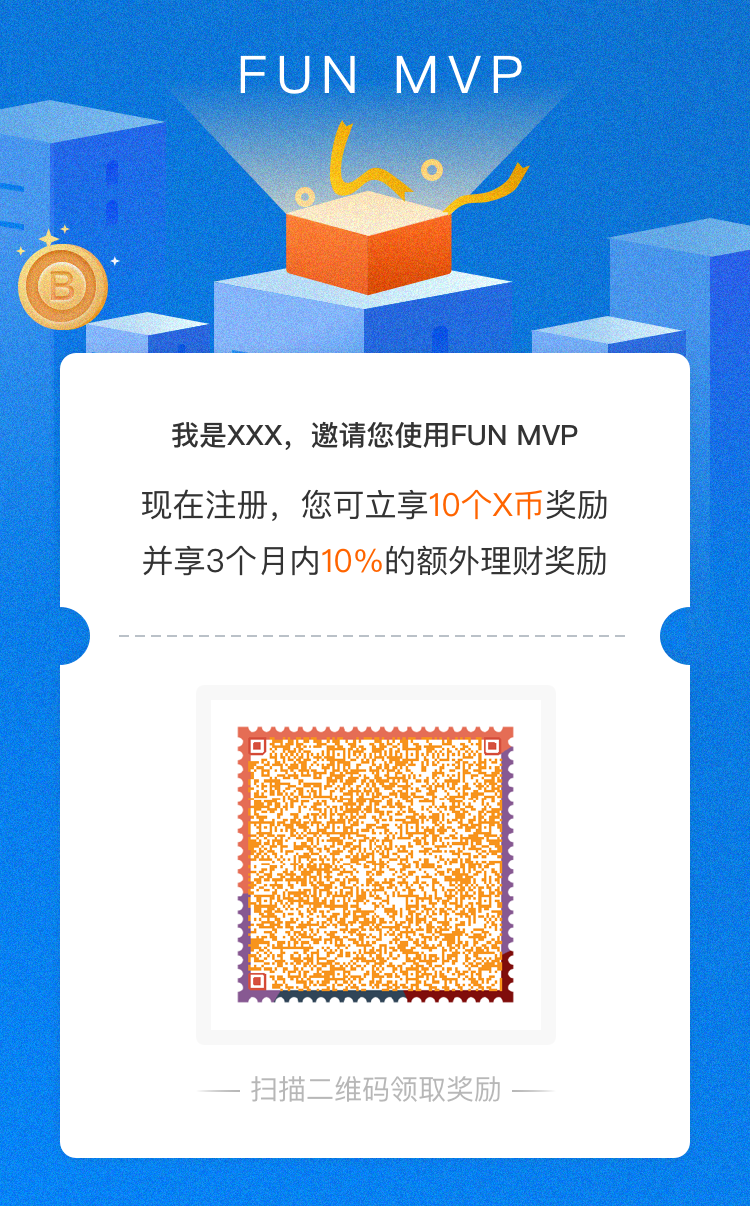 FUN MVP
B
我是XXX，邀请您使用FUN MVP
现在注册，您可立享10个X币奖励
并享3个月内10%的额外理财奖励
扫描二维码领取奖励